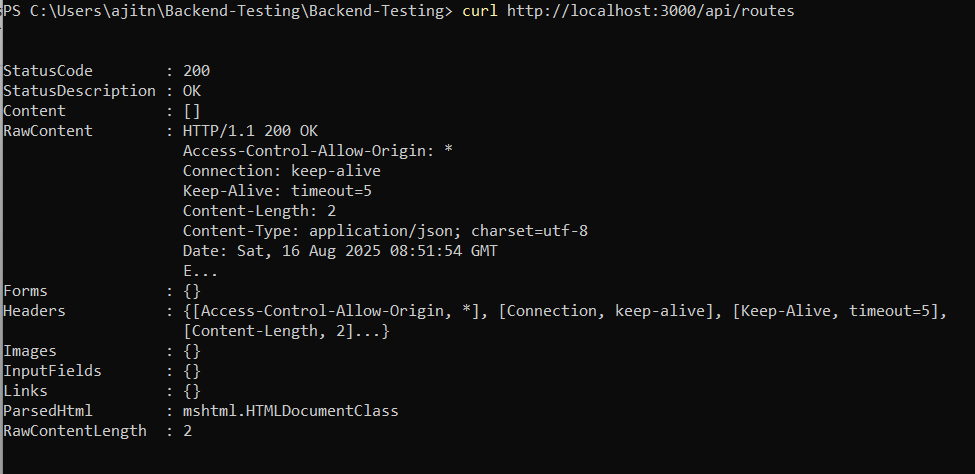 PS C:\Users\ajitn\Backend-Testing\Backend-Testing> curl http://localhost:3000/api/routes
StatusCode        : 200
StatusDescription : OK
Content           : []
RawContent        : HTTP/1.1 200 OK
                    Access-Control-Allow-Origin: *
                    Connection: keep-alive
                    Keep-Alive: timeout=5
                    Content-Length: 2
                    Content-Type: application/json; charset=utf-8
                    Date: Sat, 16 Aug 2025 08:51:54 GMT
                    E...
Forms             : {}
Headers           : {[Access-Control-Allow-Origin, *], [Connection, keep-alive], [Keep-Alive, timeout=5],
                    [Content-Length, 2]...}
Images            : {}
InputFields       : {}
Links             : {}
ParsedHtml        : mshtml.HTMLDocumentClass
RawContentLength  : 2